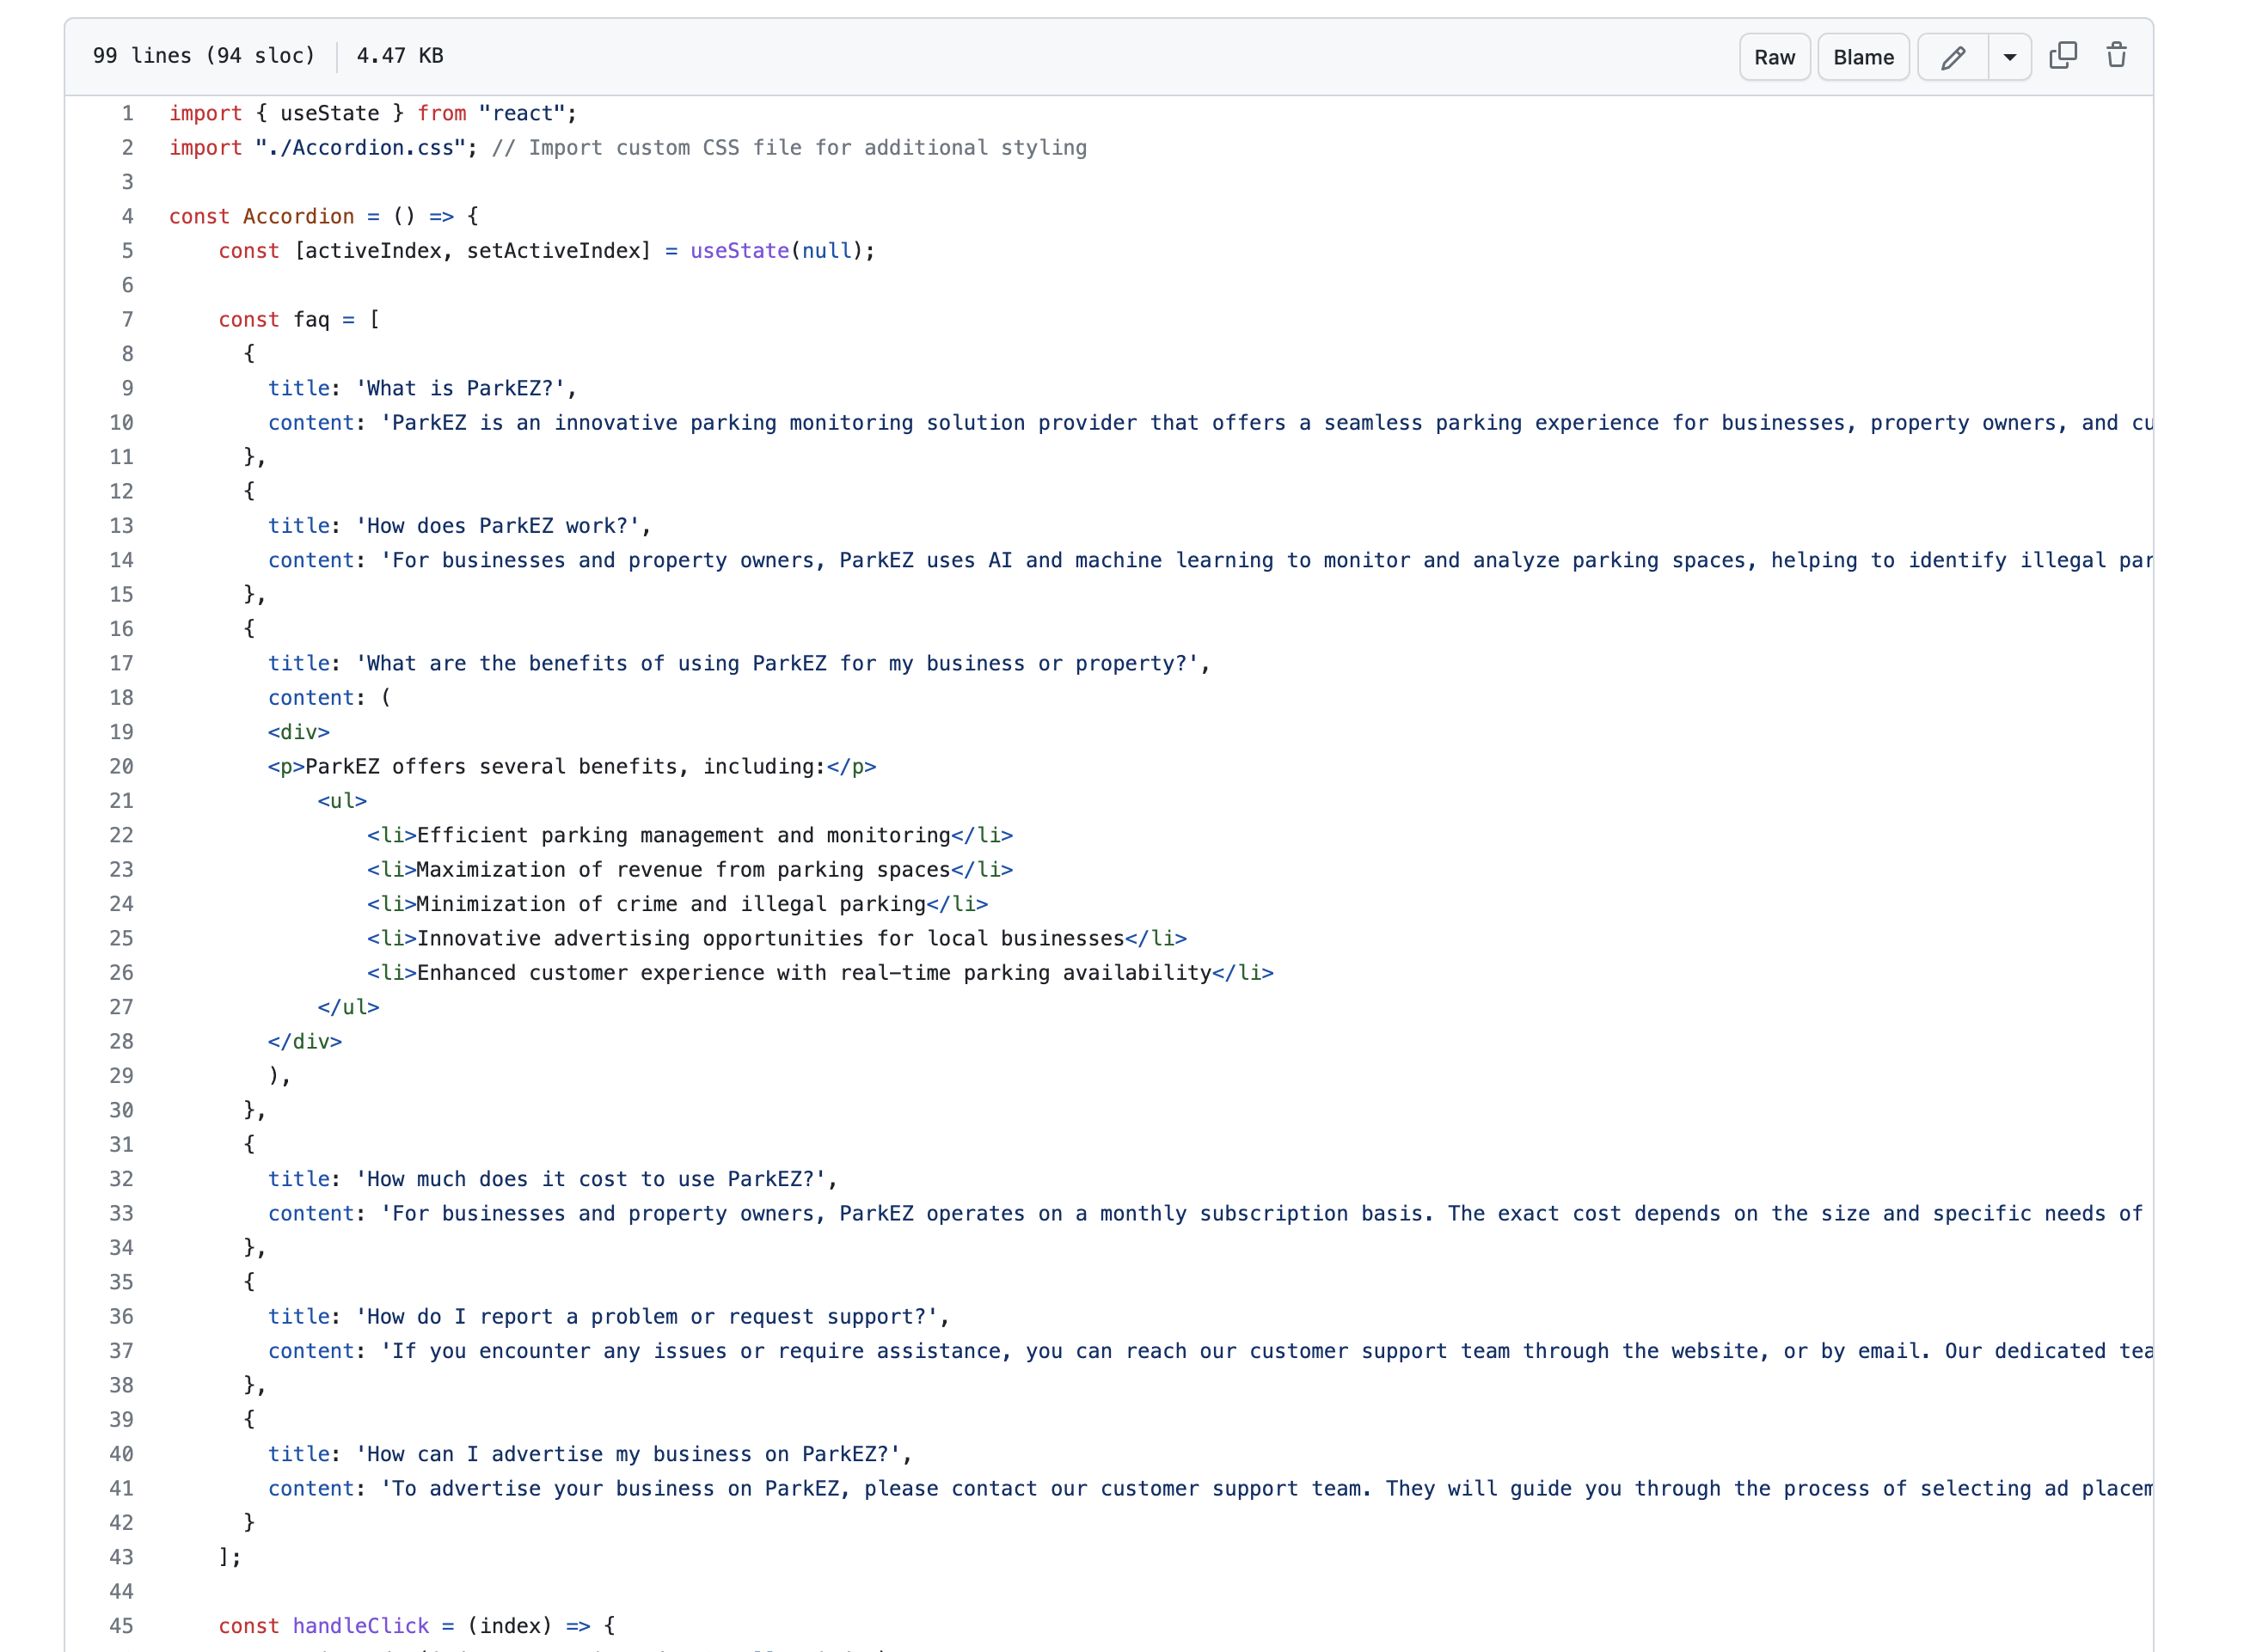 99 lines (94 sloc) 4.47 KB Raw Blame
1 import { useState } from "react";
2 import "./Accordion.css"; // Import custom CSS file for additional styling
3
4 const Accordion = () => {
5 const [activeIndex, setActiveIndex] = useState(null);
6
7 const faq = [
8 {
9 title: 'What is ParkEZ?',
10 content: 'ParkEZ is an innovative parking monitoring solution provider that offers a seamless parking experience for businesses, property owners, and cu
11 },
12 {
13 title: 'How does ParkEZ work?',
14 content: 'For businesses and property owners, ParkEZ uses AI and machine learning to monitor and analyze parking spaces, helping to identify illegal par
15 },
16 {
17 title: 'What are the benefits of using ParkEZ for my business or property?',
18 content: (
19 <div>
20 <p>ParkEZ offers several benefits, including:</p>
21 <ul>
22 <li>Efficient parking management and monitoring</li>
23 <li>Maximization of revenue from parking spaces</li>
24 <li>Minimization of crime and illegal parking</li>
25 <li>Innovative advertising opportunities for local businesses</li>
26 <li>Enhanced customer experience with real-time parking availability</li>
27 </ul>
28 </div>
29 ),
30 },
31 {
32 title: 'How much does it cost to use ParkEZ?',
33 content: 'For businesses and property owners, ParkEZ operates on a monthly subscription basis. The exact cost depends on the size and specific needs of
34 },
35 {
36 title: 'How do I report a problem or request support?',
37 content: 'If you encounter any issues or require assistance, you can reach our customer support team through the website, or by email. Our dedicated tea
38 },
39 {
40 title: 'How can I advertise my business on ParkEZ?',
41 content: 'To advertise your business on ParkEZ, please contact our customer support team. They will guide you through the process of selecting ad placem
42 }
43 ];
44
45 const handleClick = (index) => {